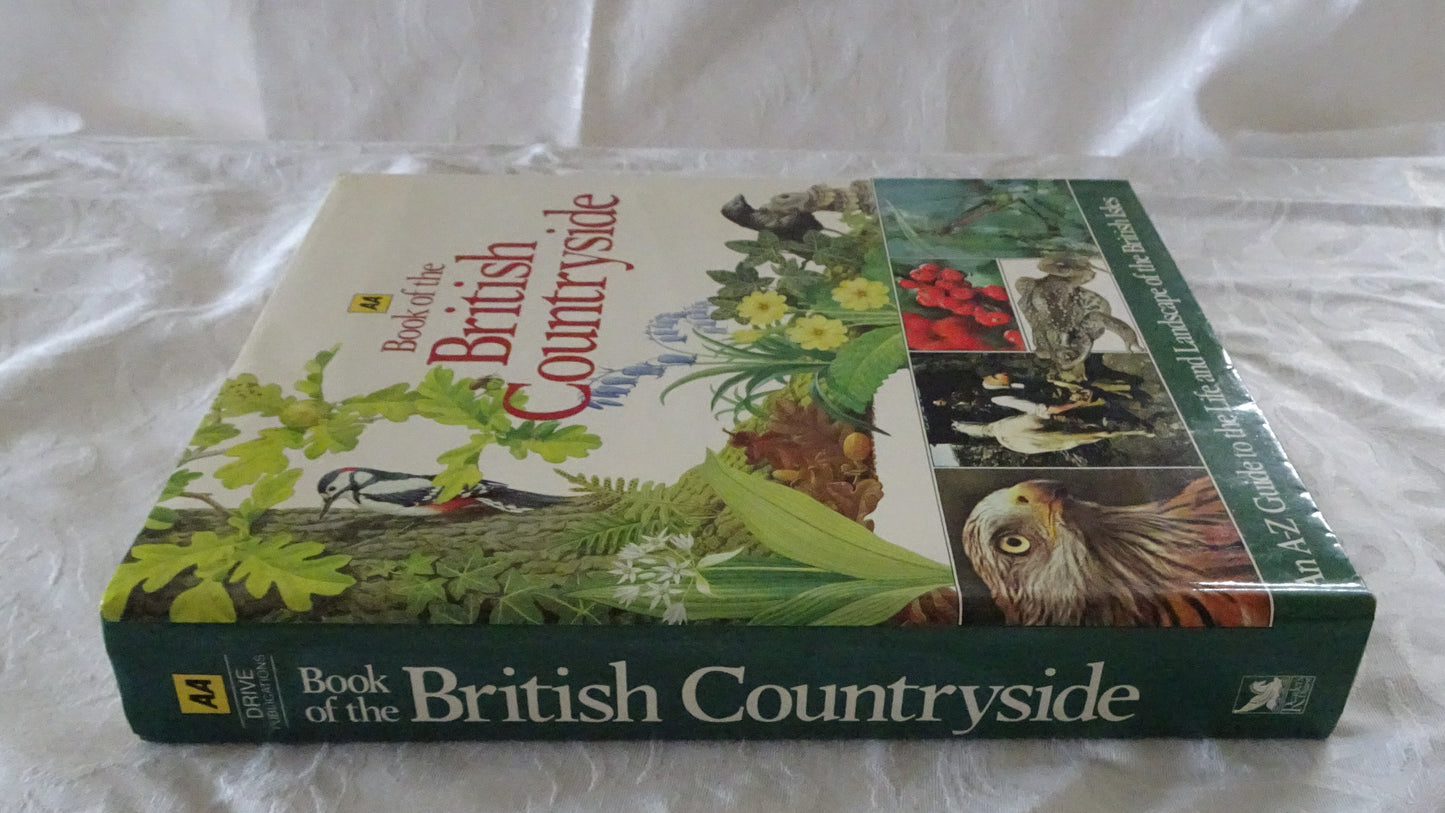 AA
Book of the
British
Countryside
An A-Z Guide to the Life and Landscape of the British Isles
AA
DRIVE
PUBLICATIONS
Book
of the
British Countryside